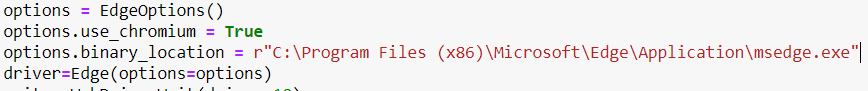 options = EdgeOptions()
options.use_chromium = True
options.binary_location = r"C:\Program Files (x86)\Microsoft\Edge\Application\msedge.exe"
driver=Edge(options=options)